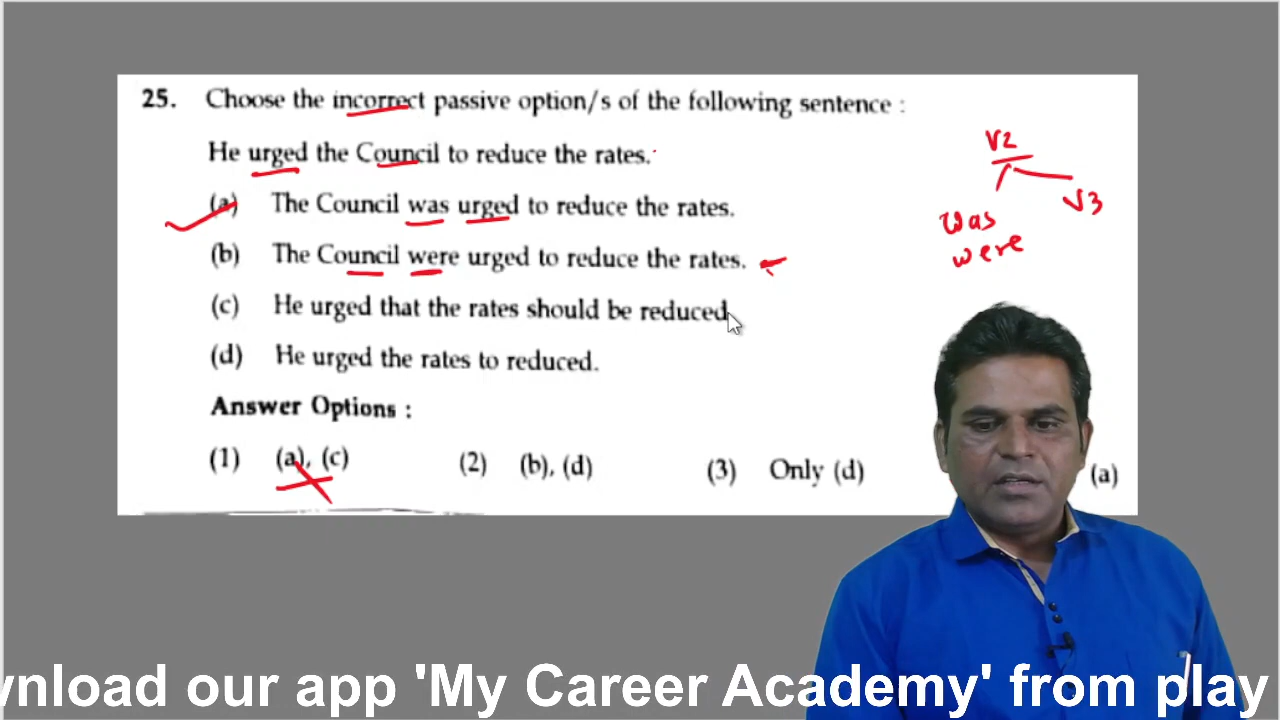 25. Choose the incorrect passive option/s of the following sentence :
He urged the Council to reduce the rates.
(a) The Council was urged to reduce the rates.
(b) The Council were urged to reduce the rates.
(c) He urged that the rates should be reduced
(d) He urged the rates to reduced.
Answer Options :
(1) (a), (c) (2) (b), (d) (3) Only (d) (a)
V2
was
were
V3
wnload our app 'My Career Academy' from play